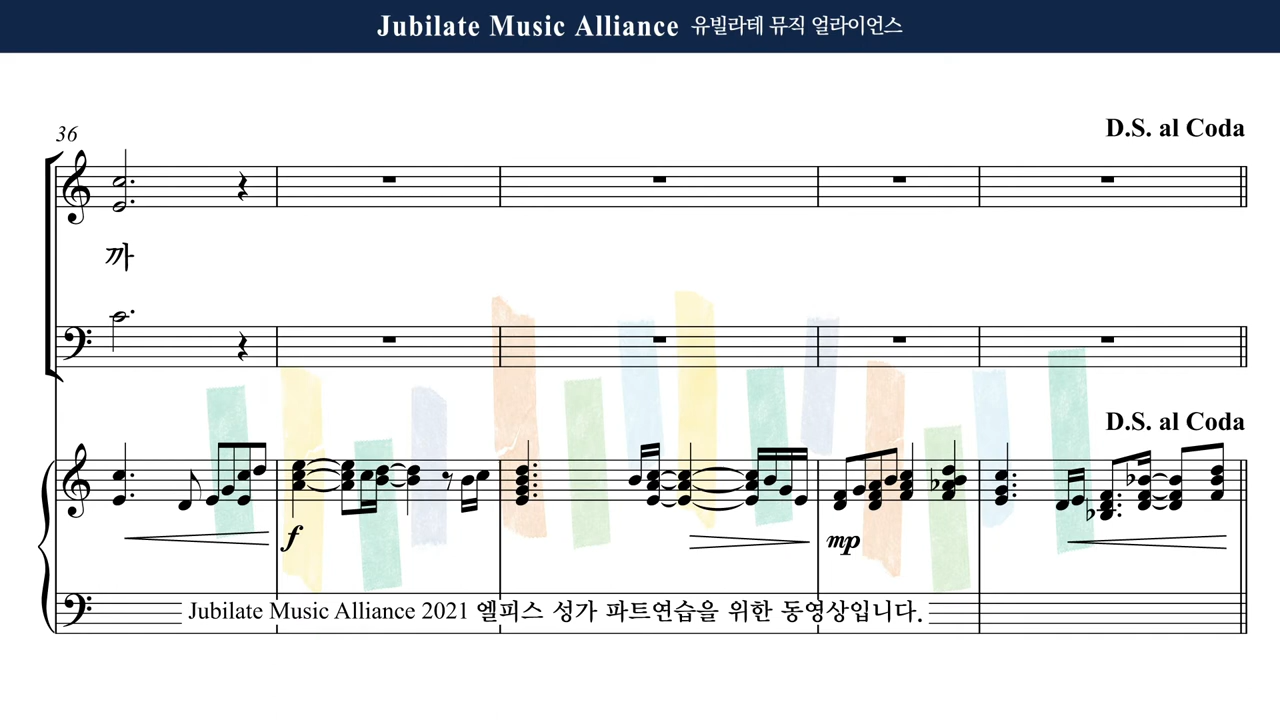 Jubilate Music Alliance 유빌라테 뮤직 얼라이언스
36
D.S. al Coda
까
D.S. al Coda
f
mp
Jubilate Music Alliance 2021 엘피스 성가 파트연습을 위한 동영상입니다.